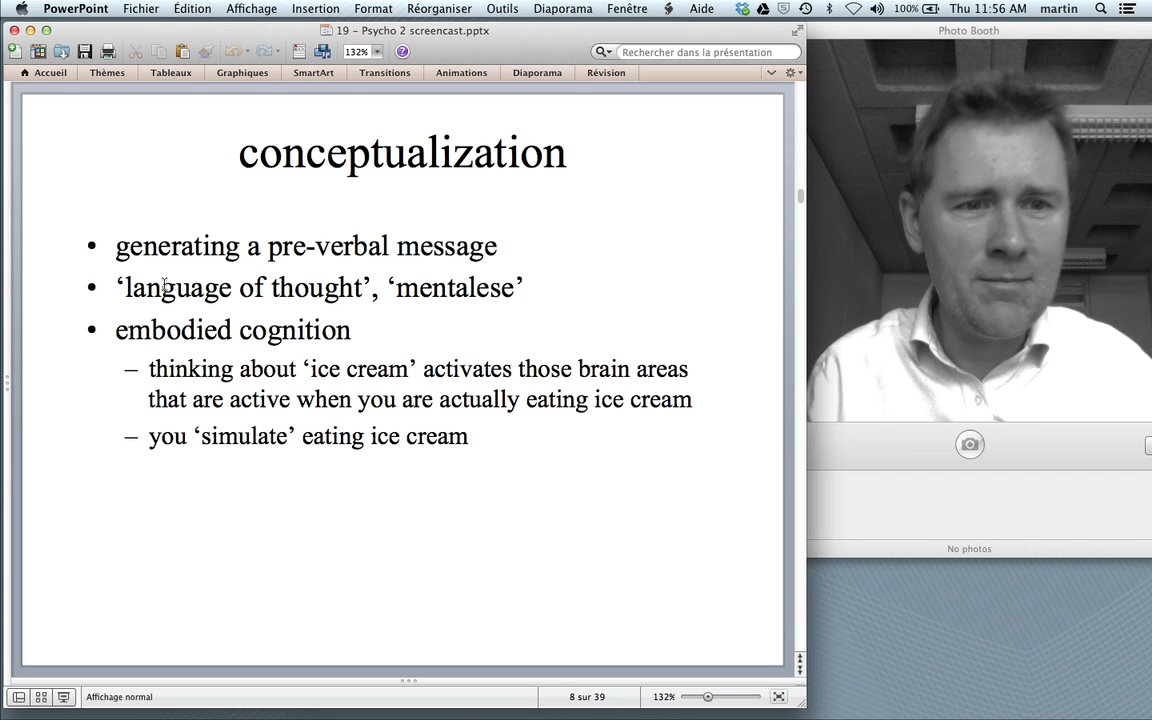 PowerPoint Fichier Édition Affichage Insertion Format Réorganiser Outils Diaporama Fenêtre Aide 100% Thu 11:56 AM martin
19 – Psycho 2 screencast.pptx
Photo Booth
132% Rechercher dans la présentation
Accueil Thèmes Tableaux Graphiques SmartArt Transitions Animations Diaporama Révision
conceptualization
• generating a pre-verbal message
• ‘language of thought’, ‘mentalese’
• embodied cognition
– thinking about ‘ice cream’ activates those brain areas
that are active when you are actually eating ice cream
– you ‘simulate’ eating ice cream
No photos
Affichage normal 8 sur 39 132%